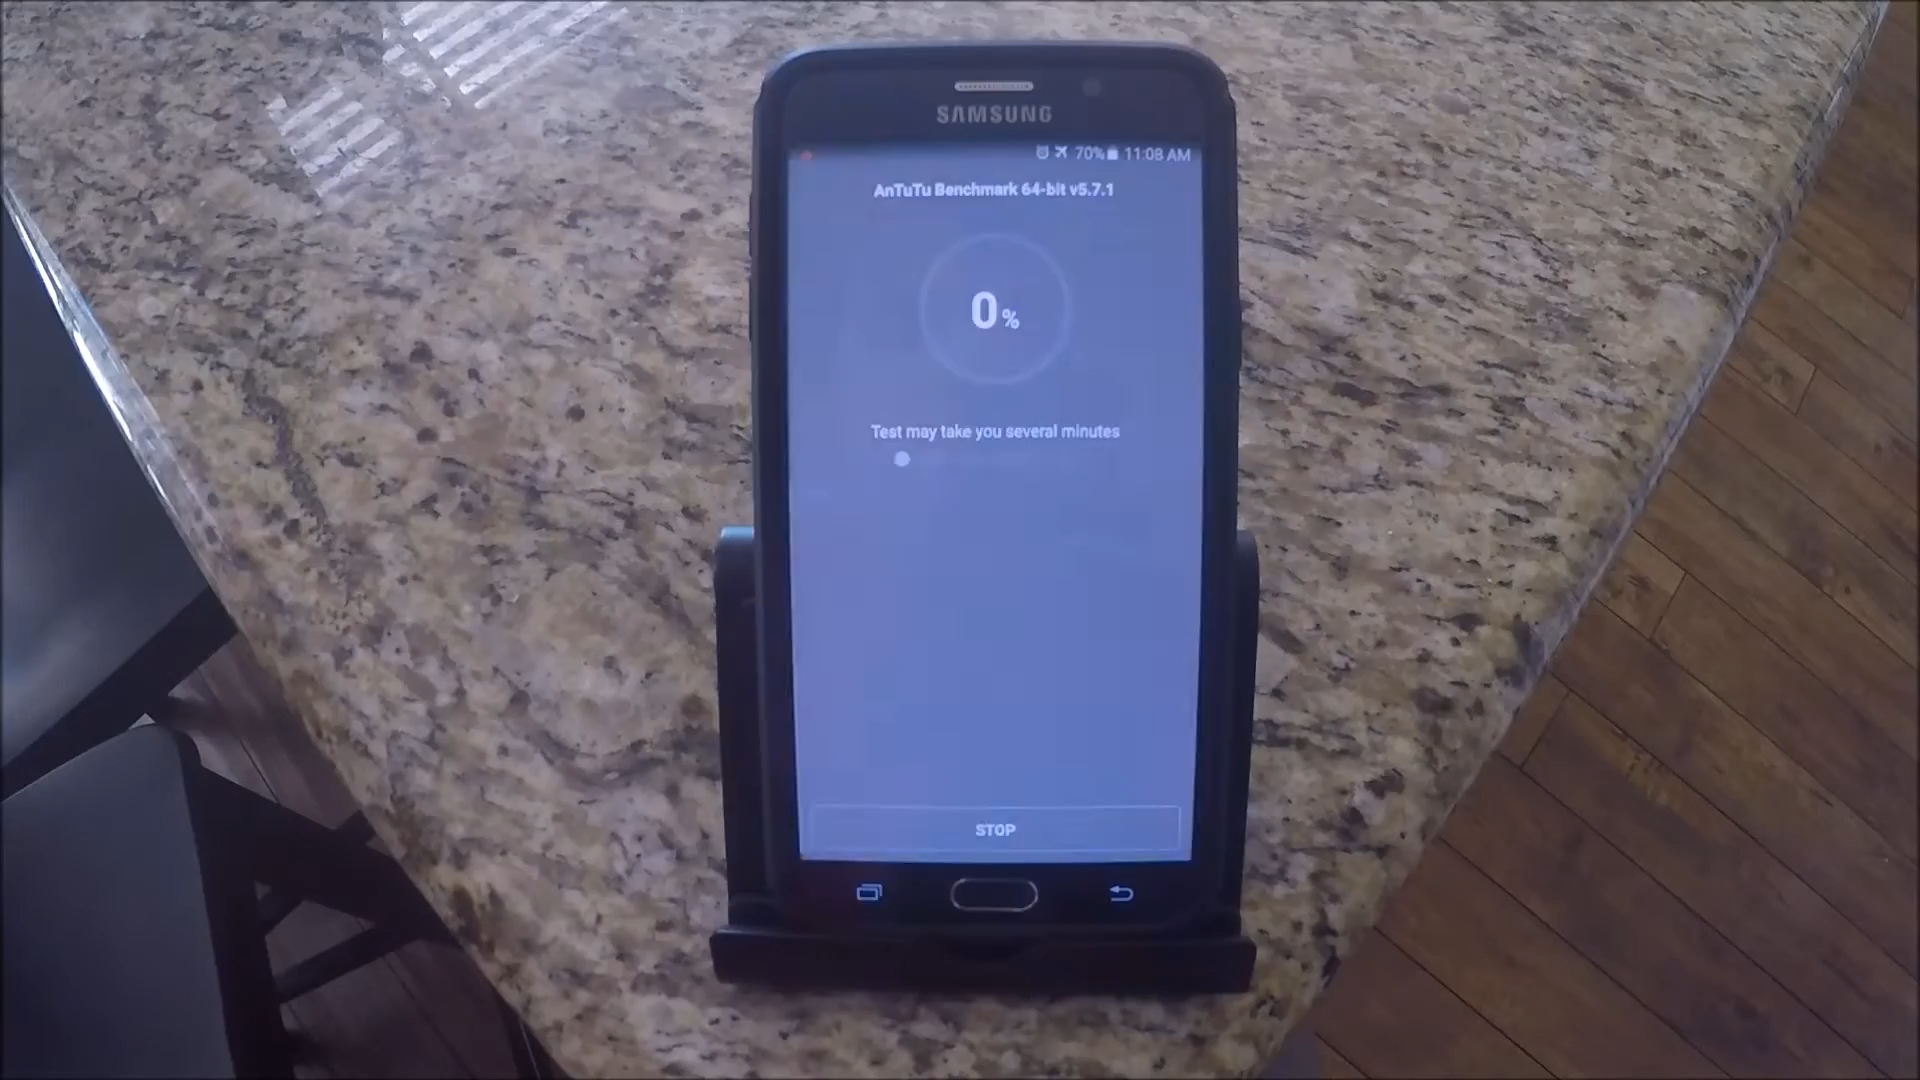 SAMSUNG
70% 11:08 AM
AnTuTu Benchmark 64-bit v5.7.1
0%
Test may take you several minutes
STOP